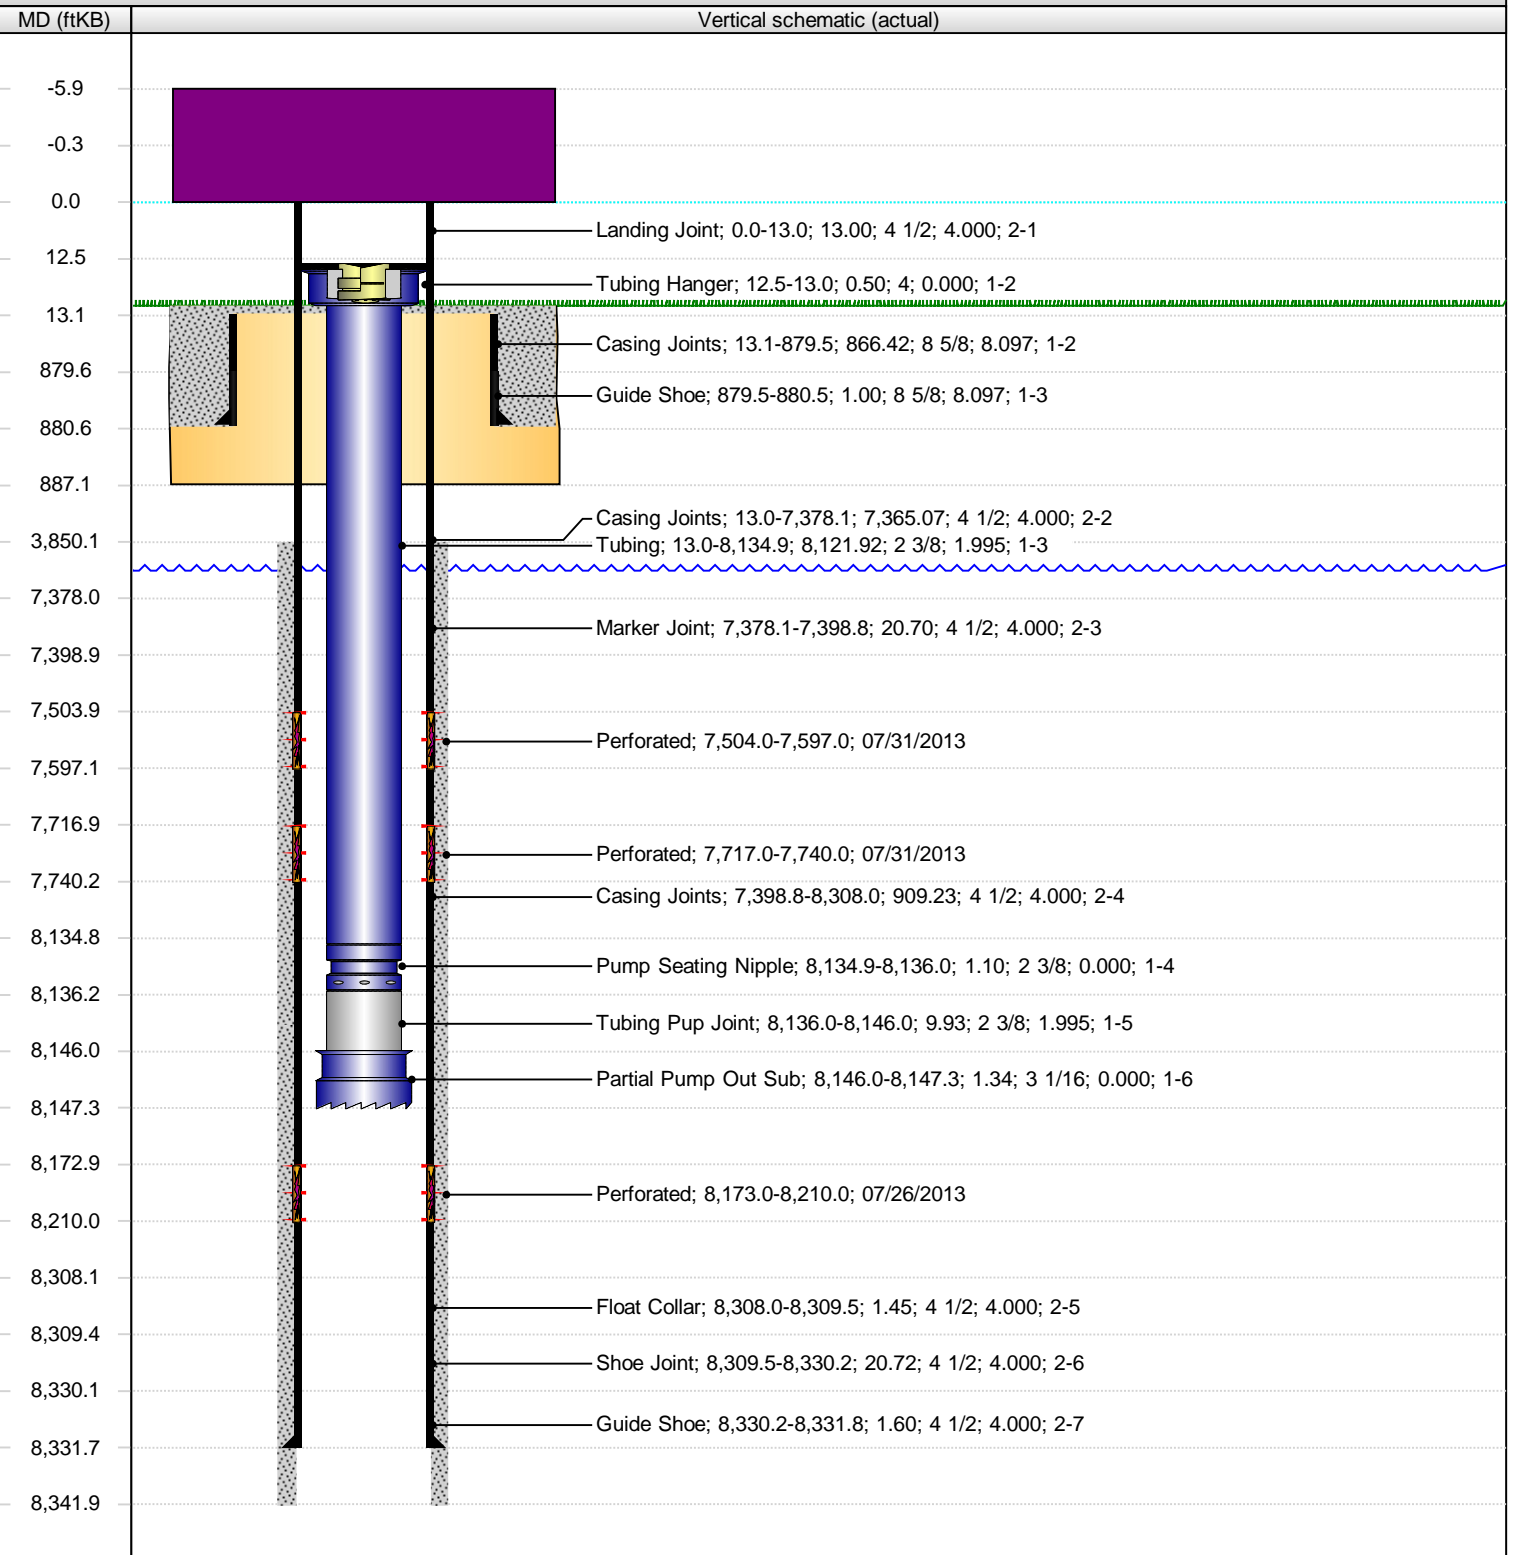 MD (ftKB)
Vertical schematic (actual)
-5.9
-0.3
0.0
Landing Joint; 0.0-13.0; 13.00; 4 1/2; 4.000; 2-1
12.5
Tubing Hanger; 12.5-13.0; 0.50; 4; 0.000; 1-2
13.1
Casing Joints; 13.1-879.5; 866.42; 8 5/8; 8.097; 1-2
879.6
Guide Shoe; 879.5-880.5; 1.00; 8 5/8; 8.097; 1-3
880.6
887.1
Casing Joints; 13.0-7,378.1; 7,365.07; 4 1/2; 4.000; 2-2
3,850.1
Tubing; 13.0-8,134.9; 8,121.92; 2 3/8; 1.995; 1-3
7,378.0
Marker Joint; 7,378.1-7,398.8; 20.70; 4 1/2; 4.000; 2-3
7,398.9
7,503.9
Perforated; 7,504.0-7,597.0; 07/31/2013
7,597.1
7,716.9
Perforated; 7,717.0-7,740.0; 07/31/2013
7,740.2
Casing Joints; 7,398.8-8,308.0; 909.23; 4 1/2; 4.000; 2-4
8,134.8
Pump Seating Nipple; 8,134.9-8,136.0; 1.10; 2 3/8; 0.000; 1-4
8,136.2
Tubing Pup Joint; 8,136.0-8,146.0; 9.93; 2 3/8; 1.995; 1-5
8,146.0
Partial Pump Out Sub; 8,146.0-8,147.3; 1.34; 3 1/16; 0.000; 1-6
8,147.3
8,172.9
Perforated; 8,173.0-8,210.0; 07/26/2013
8,210.0
8,308.1
Float Collar; 8,308.0-8,309.5; 1.45; 4 1/2; 4.000; 2-5
8,309.4
Shoe Joint; 8,309.5-8,330.2; 20.72; 4 1/2; 4.000; 2-6
8,330.1
Guide Shoe; 8,330.2-8,331.8; 1.60; 4 1/2; 4.000; 2-7
8,331.7
8,341.9